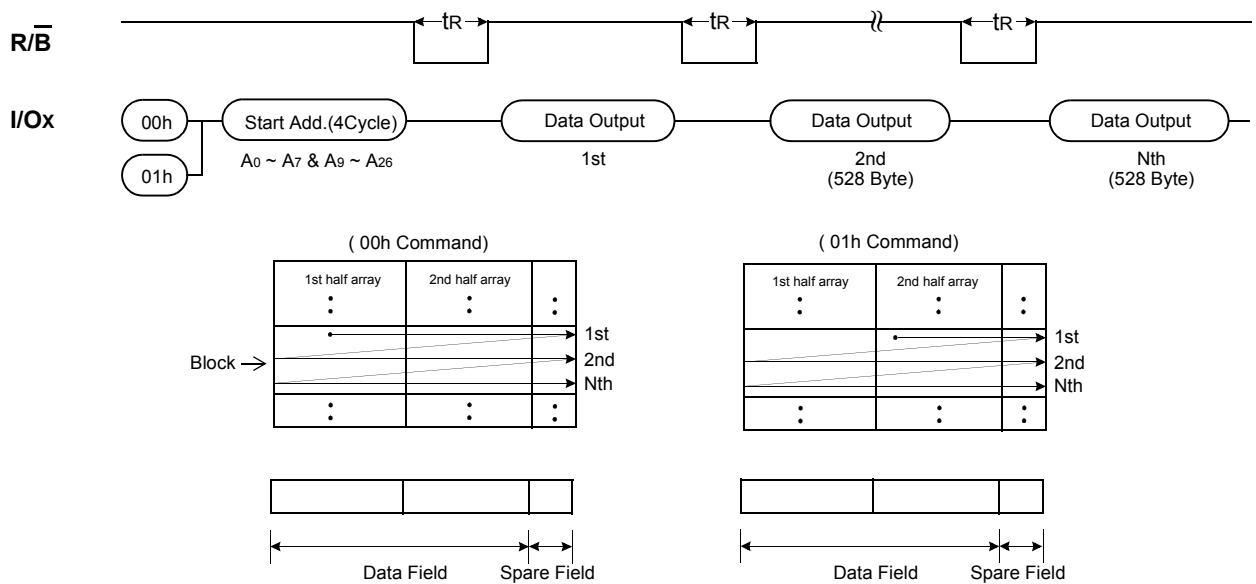 R/B̅
tR tR tR
I/Ox
00h Start Add.(4Cycle) Data Output Data Output Data Output
01h A0 ~ A7 & A9 ~ A26 1st 2nd Nth
(528 Byte) (528 Byte)
( 00h Command) ( 01h Command)
1st half array 2nd half array 1st half array 2nd half array
1st 1st
Block 2nd 2nd
Nth Nth
Data Field Spare Field Data Field Spare Field